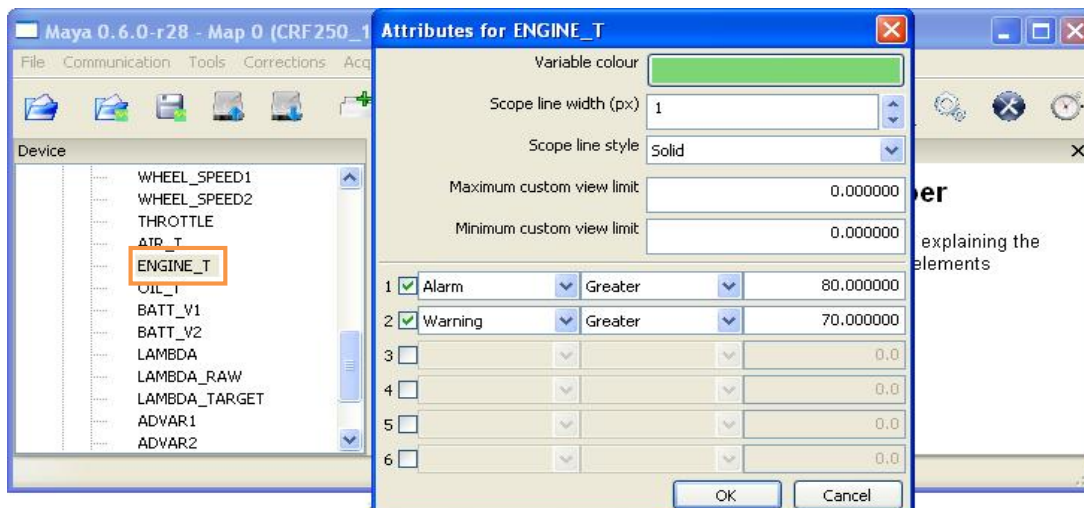 Maya 0.6.0-r28 - Map 0 (CRF250_1
File Communication Tools Corrections Acq
Device
WHEEL_SPEED1
WHEEL_SPEED2
THROTTLE
AIR_T
ENGINE_T
OIL_T
BATT_V1
BATT_V2
LAMBDA
LAMBDA_RAW
LAMBDA_TARGET
ADVAR1
ADVAR2
Attributes for ENGINE_T
Variable colour
Scope line width (px) 1
Scope line style Solid
Maximum custom view limit 0.000000
Minimum custom view limit 0.000000
1 Alarm Greater 80.000000
2 Warning Greater 70.000000
3 0.0
4 0.0
5 0.0
6 0.0
OK Cancel
explaining the
elements